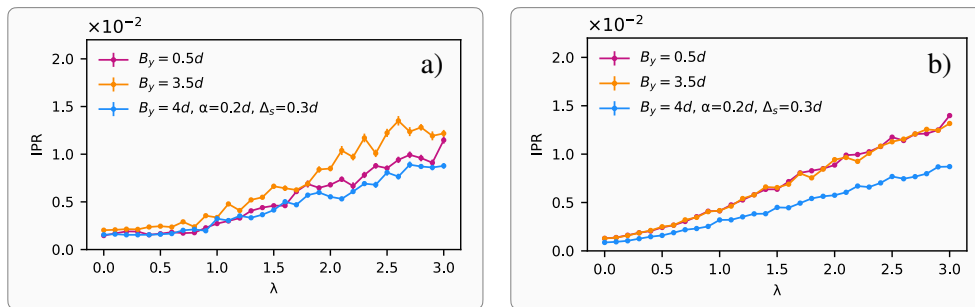 ×10⁻²
a)
B_y = 0.5d
B_y = 3.5d
B_y = 4d, α=0.2d, Δ_s=0.3d
IPR
2.0
1.5
1.0
0.5
0.0
0.0 0.5 1.0 1.5 2.0 2.5 3.0
λ
×10⁻²
b)
B_y = 0.5d
B_y = 3.5d
B_y = 4d, α=0.2d, Δ_s=0.3d
IPR
2.0
1.5
1.0
0.5
0.0
0.0 0.5 1.0 1.5 2.0 2.5 3.0
λ